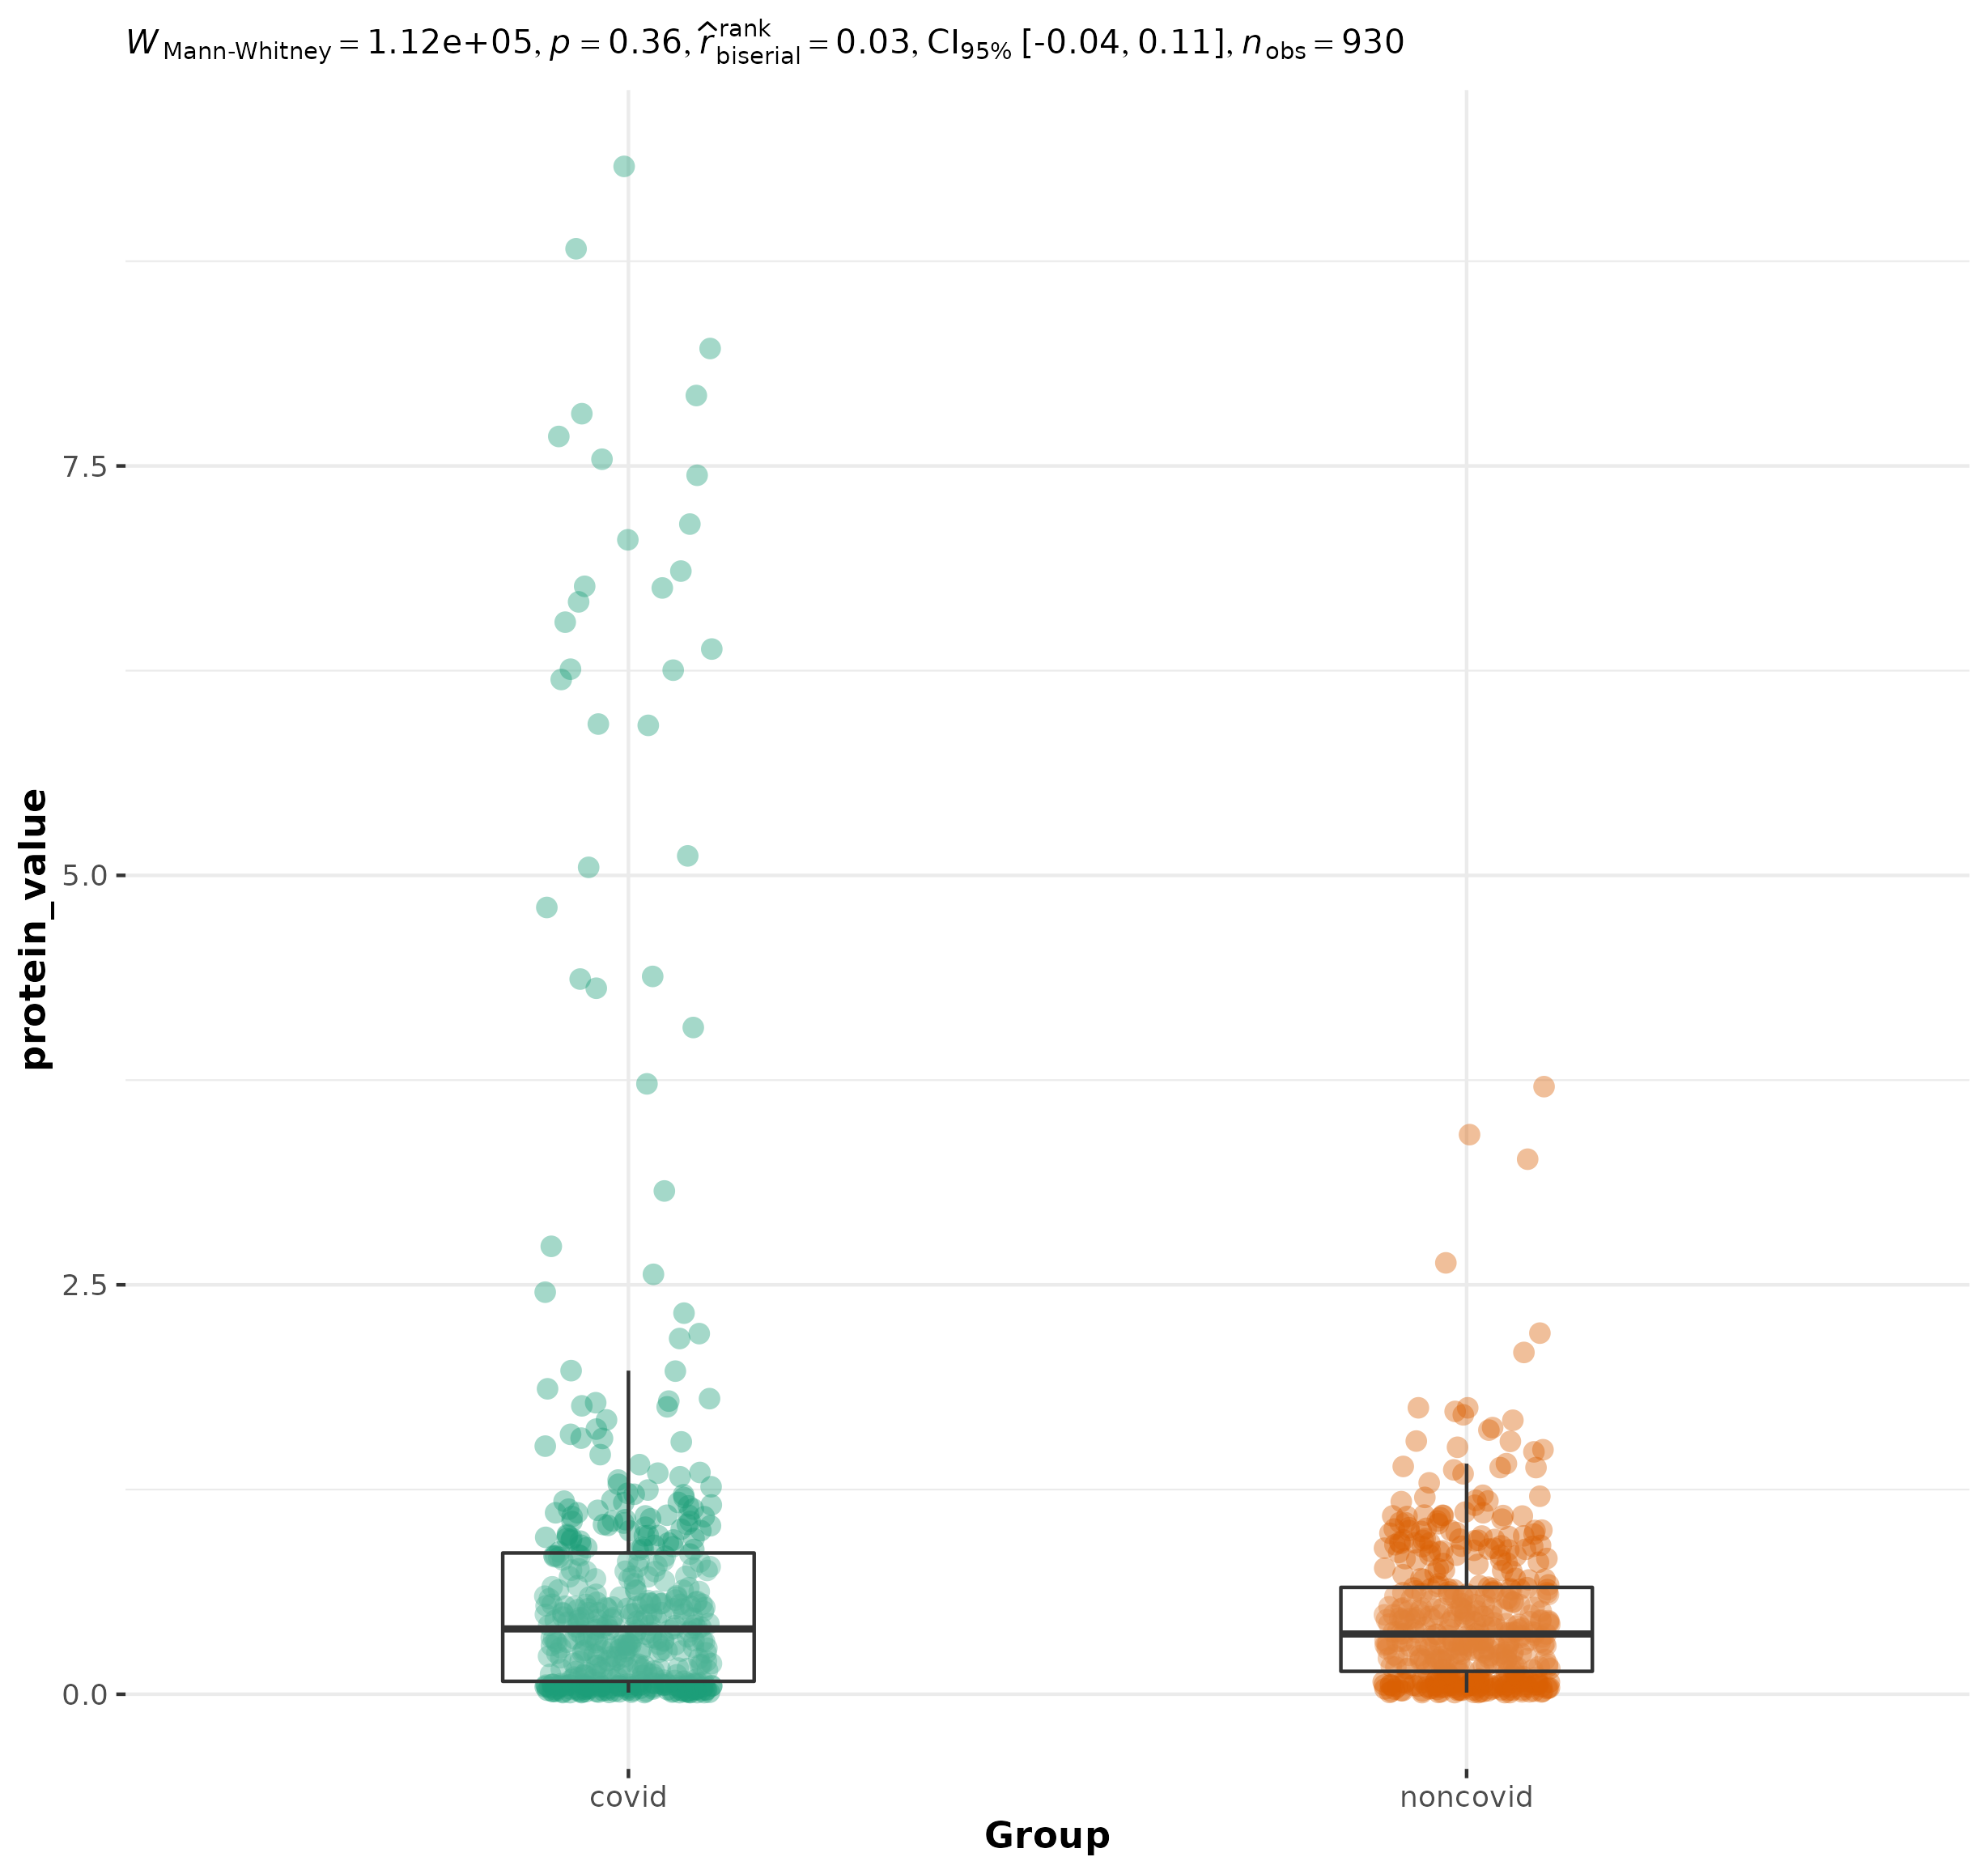 W Mann-Whitney = 1.12e+05, p = 0.36, r̂ rank biserial = 0.03, CI95% [-0.04, 0.11], nobs = 930
protein_value
7.5
5.0
2.5
0.0
covid noncovid
Group